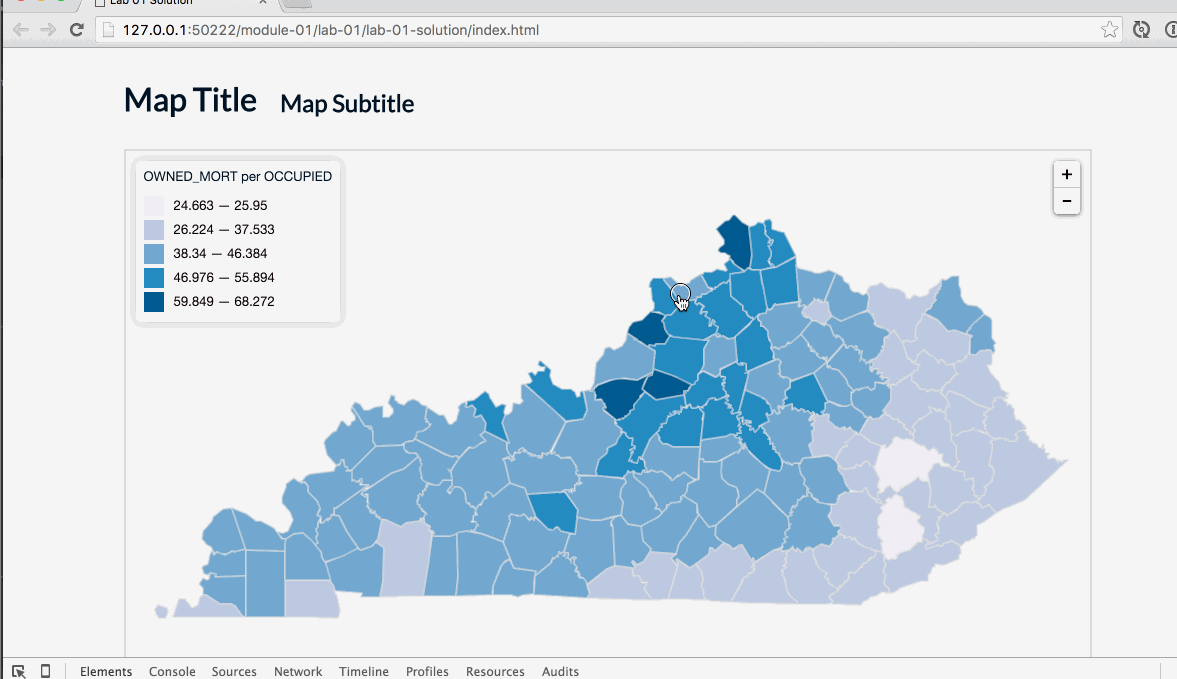 Lab 01 Solution
127.0.0.1:50222/module-01/lab-01/lab-01-solution/index.html
Map Title Map Subtitle
OWNED_MORT per OCCUPIED
24.663 — 25.95
26.224 — 37.533
38.34 — 46.384
46.976 — 55.894
59.849 — 68.272
+
−
Elements Console Sources Network Timeline Profiles Resources Audits